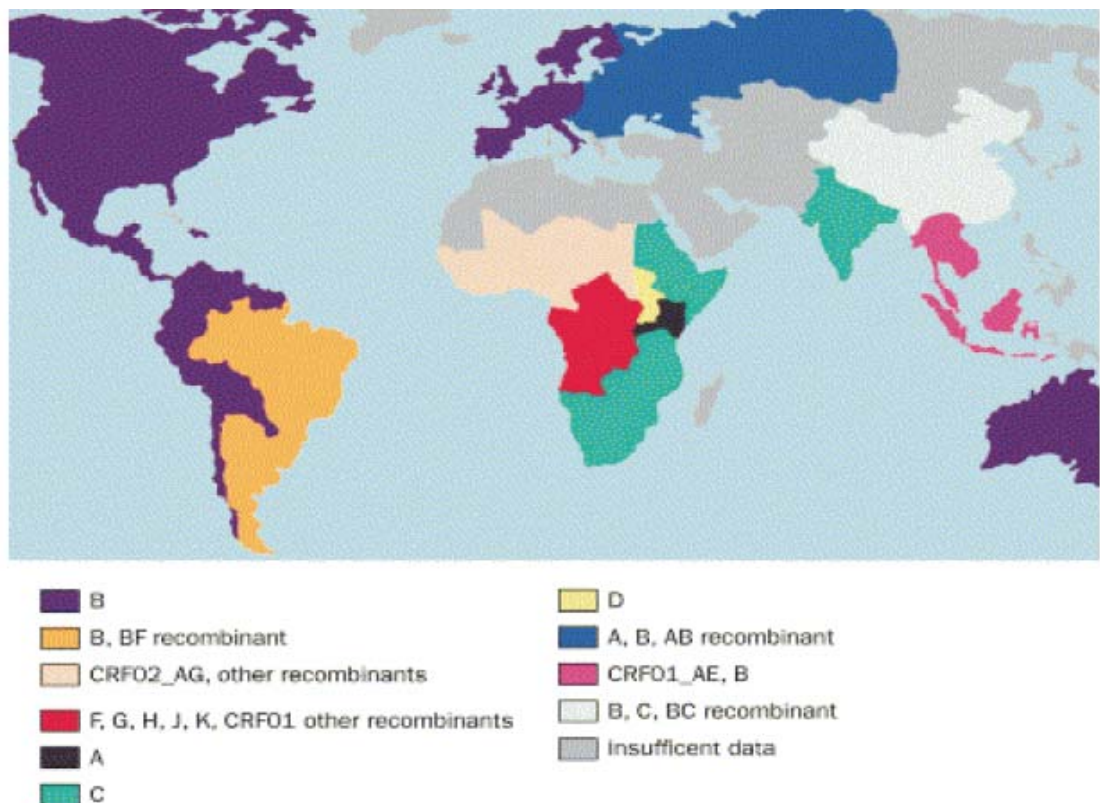 B
B, BF recombinant
CRF02_AG, other recombinants
F, G, H, J, K, CRF01 other recombinants
A
C
D
A, B, AB recombinant
CRF01_AE, B
B, C, BC recombinant
Insufficent data